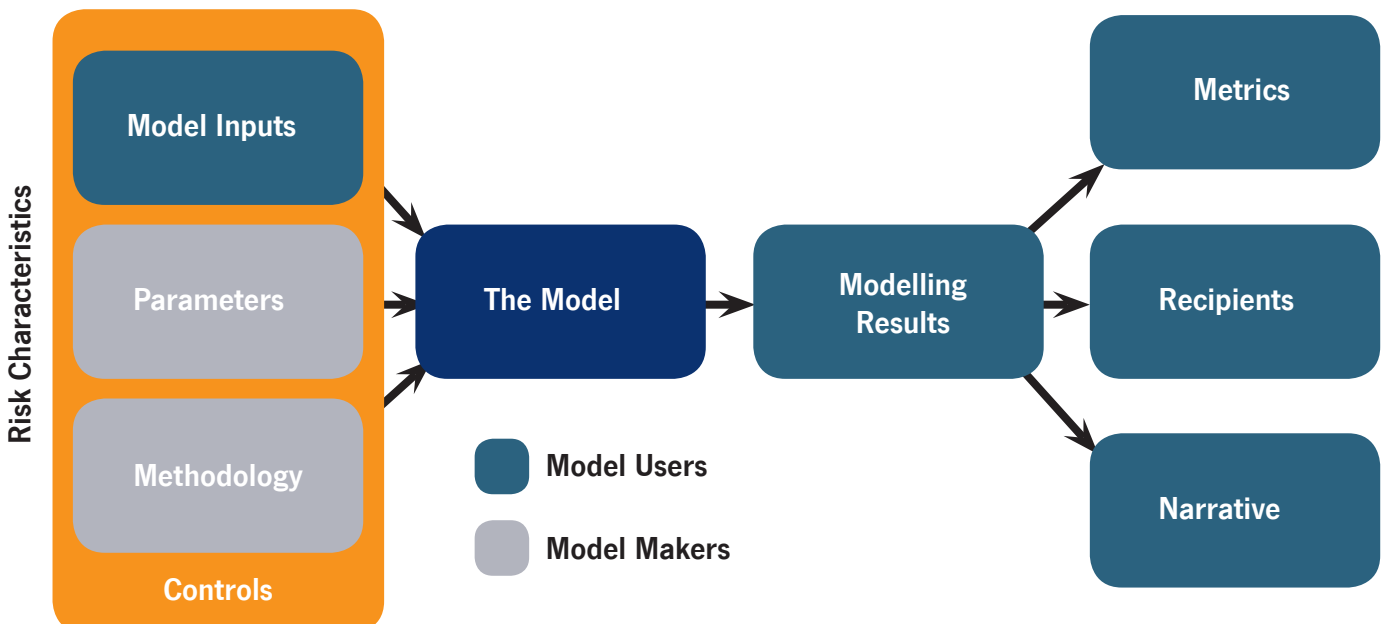 Risk Characteristics
Model Inputs
Parameters
Methodology
Controls
The Model
Modelling
Results
Metrics
Recipients
Narrative
Model Users
Model Makers